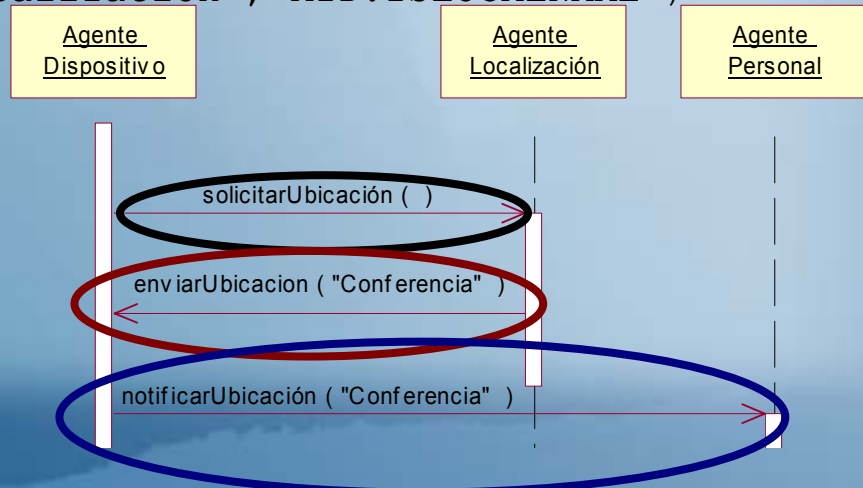 Agente
Dispositivo
Agente
Localización
Agente
Personal
solicitarUbicación ( )
enviarUbicacion ( "Conferencia" )
notificarUbicación ( "Conferencia" )